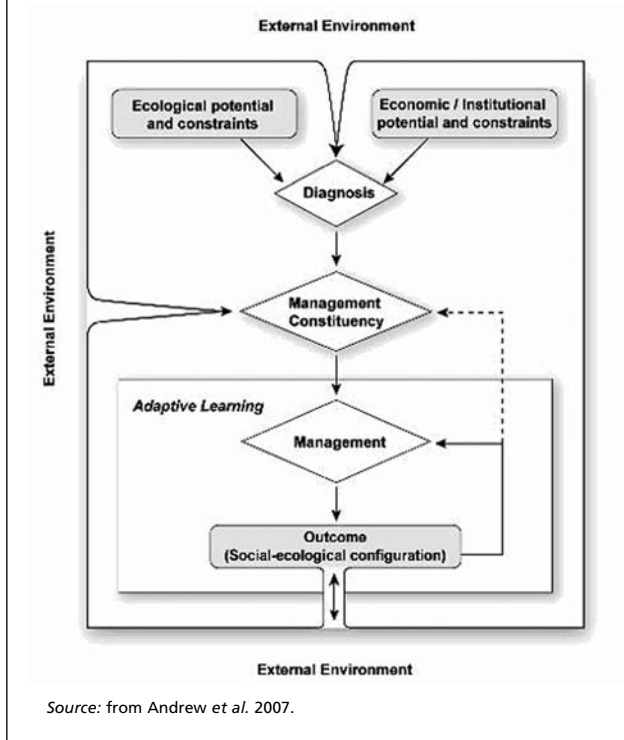 External Environment
Ecological potential
and constraints
Economic / Institutional
potential and constraints
Diagnosis
External Environment
Management
Constituency
Adaptive Learning
Management
Outcome
(Social-ecological configuration)
External Environment
Source: from Andrew et al. 2007.